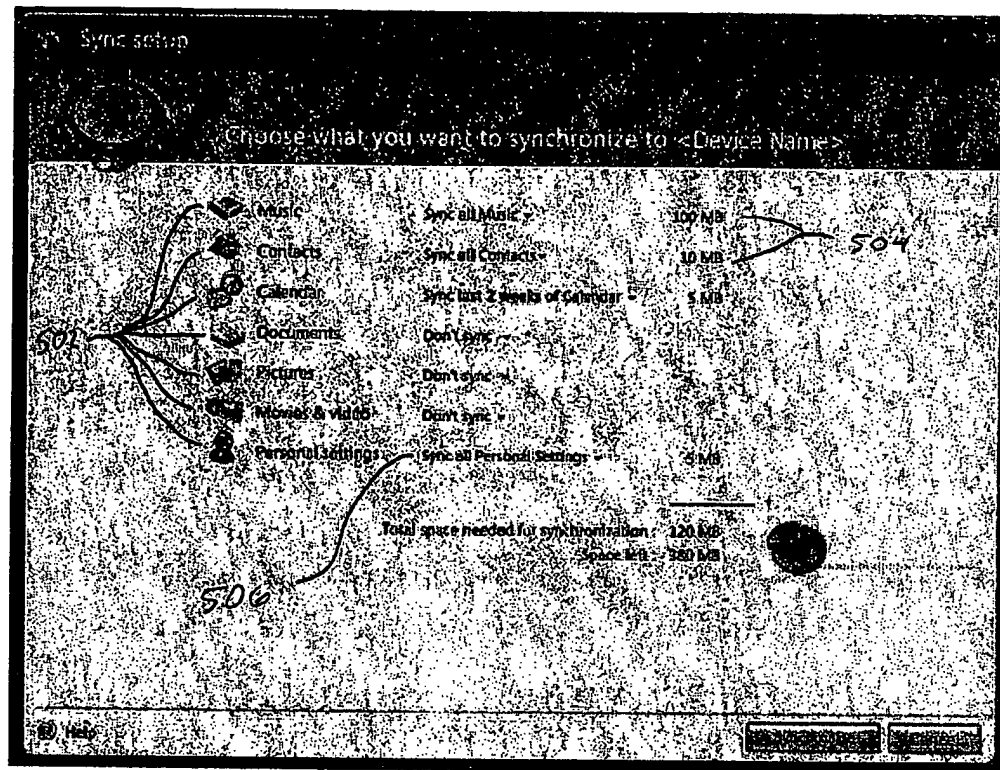 Sync setup
Choose what you want to synchronize to <Device Name>
Music Sync all Music 100 MB
504
Contacts Sync all Contacts 10 MB
Calendar Sync last 2 weeks of Calendar 5 MB
502 Documents Don't sync
Pictures Don't sync
Movies & video Don't sync
Personal settings Sync all Personal Settings 5 MB
Total space needed for synchronization : 120 MB
Space left : 380 MB
506
Help